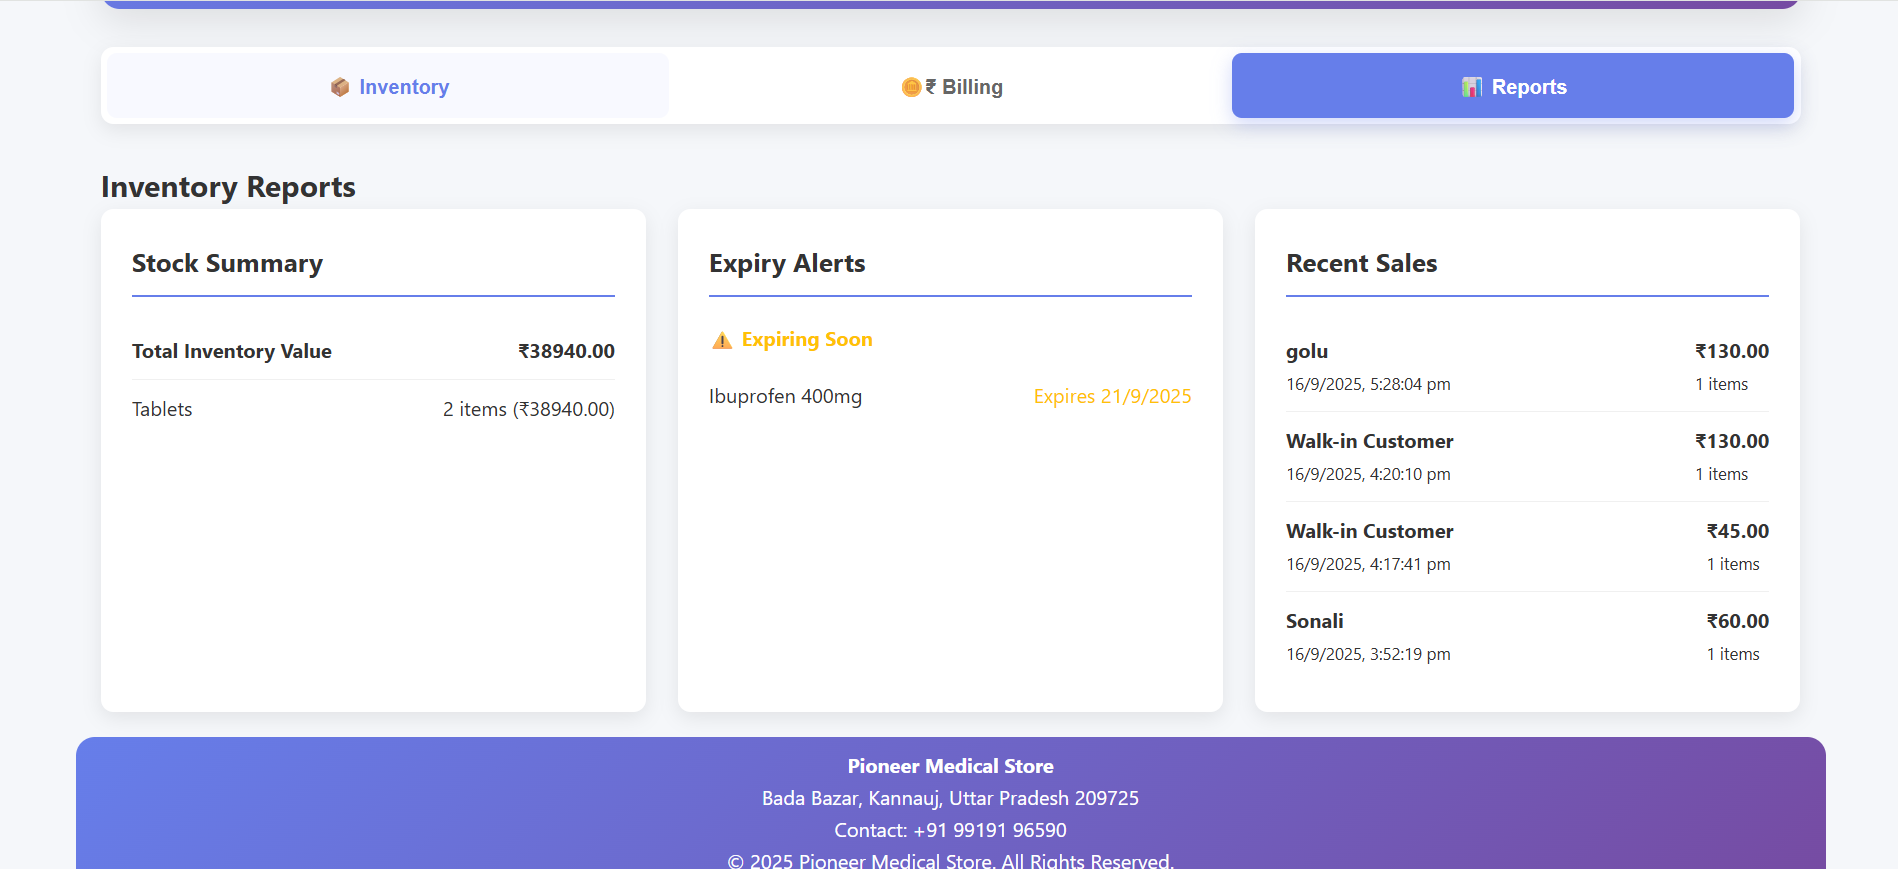 Inventory
₹ Billing
Reports
Inventory Reports
Stock Summary
Total Inventory Value ₹38940.00
Tablets 2 items (₹38940.00)
Expiry Alerts
Expiring Soon
Ibuprofen 400mg Expires 21/9/2025
Recent Sales
golu ₹130.00
16/9/2025, 5:28:04 pm 1 items
Walk-in Customer ₹130.00
16/9/2025, 4:20:10 pm 1 items
Walk-in Customer ₹45.00
16/9/2025, 4:17:41 pm 1 items
Sonali ₹60.00
16/9/2025, 3:52:19 pm 1 items
Pioneer Medical Store
Bada Bazar, Kannauj, Uttar Pradesh 209725
Contact: +91 99191 96590
© 2025 Pioneer Medical Store. All Rights Reserved.